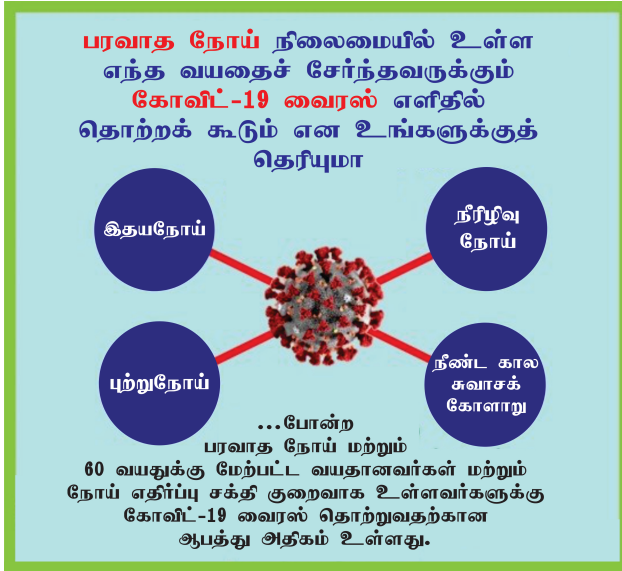 பரவாத நோய் நிலைமையில் உள்ள
எந்த வயதைச் சேர்ந்தவருக்கும்
கோவிட்-19 வைரஸ் எளிதில்
தொற்றக் கூடும் என உங்களுக்குத்
தெரியுமா
இதயநோய்
நீரிழிவு
நோய்
புற்றுநோய்
நீண்ட கால
சுவாசக்
கோளாறு
...போன்ற
பரவாத நோய் மற்றும்
60 வயதுக்கு மேற்பட்ட வயதானவர்கள் மற்றும்
நோய் எதிர்ப்பு சக்தி குறைவாக உள்ளவர்களுக்கு
கோவிட்-19 வைரஸ் தொற்றுவதற்கான
ஆபத்து அதிகம் உள்ளது.